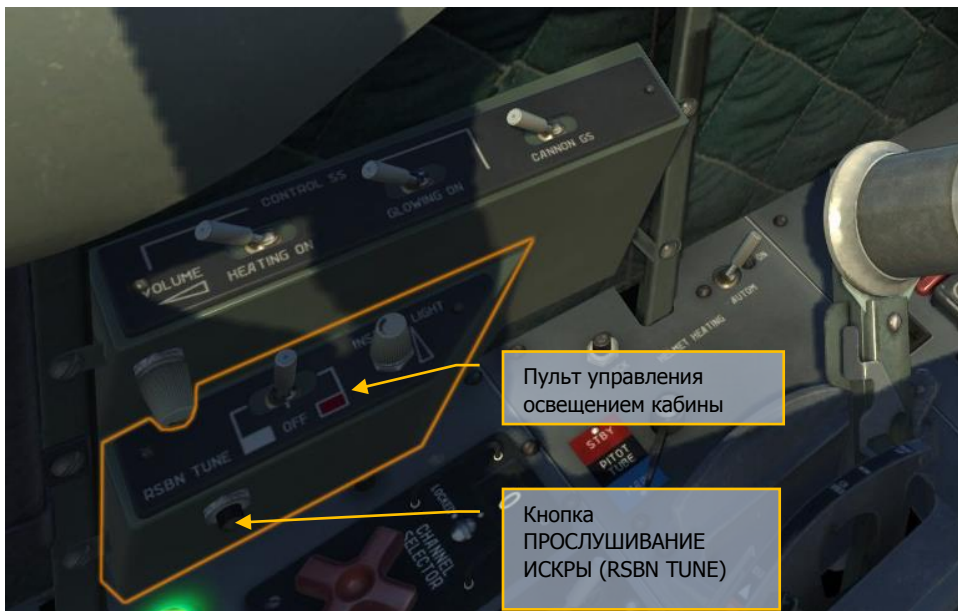 CONTROL SS
CANNON GS
GLOWING ON
VOLUME
HEATING ON
ON
AUTOM
HELMET HEATING
LIGHT
OFF
RSBN TUNE
STBY
PITOT
TUBE
LOCKED
CHANNEL
SELECTOR
Пульт управления
освещением кабины
Кнопка
ПРОСЛУШИВАНИЕ
ИСКРЫ (RSBN TUNE)